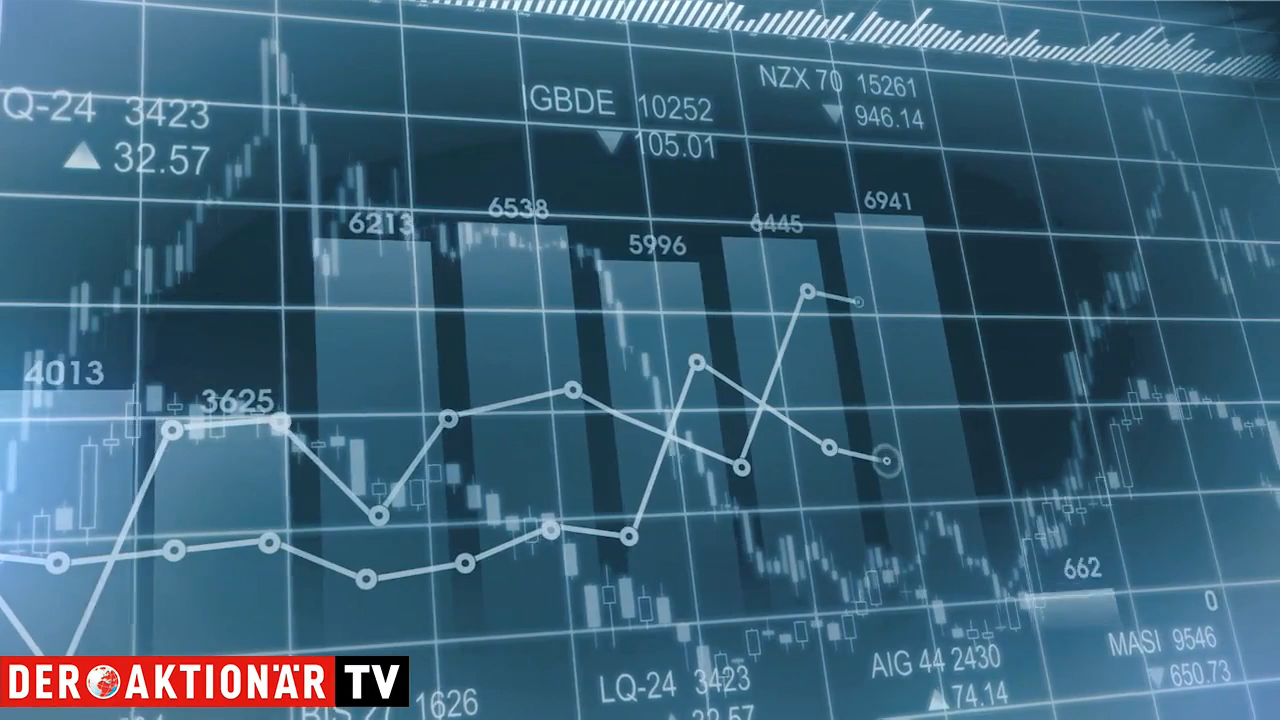 Q-24 3423
32.57
IGBDE 10252
105.01
NZX 70 15261
946.14
6213
6538
5996
6445
6941
4013
3625
662
0
MASI 9546
650.73
AIG 44 2430
74.14
LQ-24 3423
32.57
1626
DER AKTIONÄR TV